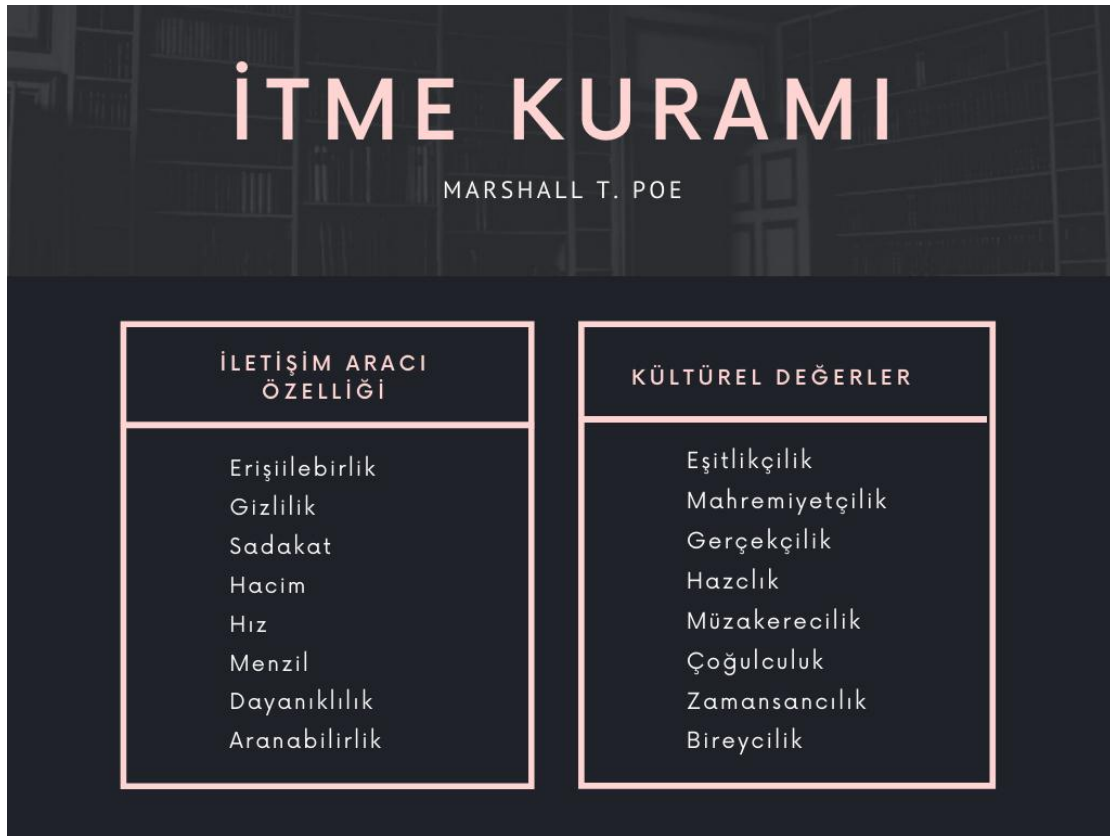 İTME KURAMI
MARSHALL T. POE
İLETİŞİM ARACI
ÖZELLİĞİ
Erişiilebirlik
Gizlilik
Sadakat
Hacim
Hız
Menzil
Dayanıklılık
Aranabilirlik
KÜLTÜREL DEĞERLER
Eşitlikçilik
Mahremiyetçilik
Gerçekçilik
Hazclık
Müzakerecilik
Çoğulculuk
Zamansancılık
Bireycilik